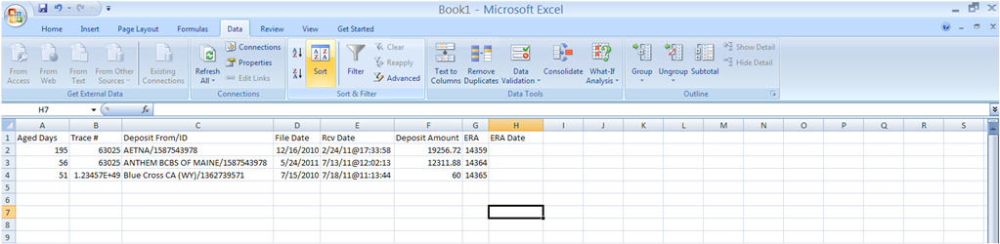 Book1 - Microsoft Excel
Home Insert Page Layout Formulas Data Review View Get Started
From Access From Web From Text From Other Sources Existing Connections Refresh All Connections Properties Edit Links Sort Filter Clear Reapply Advanced Text to Columns Remove Duplicates Data Validation Consolidate What-If Analysis Group Ungroup Subtotal Show Detail Hide Detail
Get External Data Connections Sort & Filter Data Tools Outline
H7 fx
A B C D E F G H I J K L M N O P Q R S
1 Aged Days Trace # Deposit From/ID File Date Rcv Date Deposit Amount ERA ERA Date
2 195 63025 AETNA/1587543978 12/16/2010 2/24/11@17:33:58 19256.72 14359
3 56 63025 ANTHEM BCBS OF MAINE/1587543978 5/24/2011 7/13/11@12:02:13 12311.88 14364
4 51 1.23457E+49 Blue Cross CA (WY)/1362739571 7/15/2010 7/18/11@11:13:44 60 14365
5
6
7
8
9